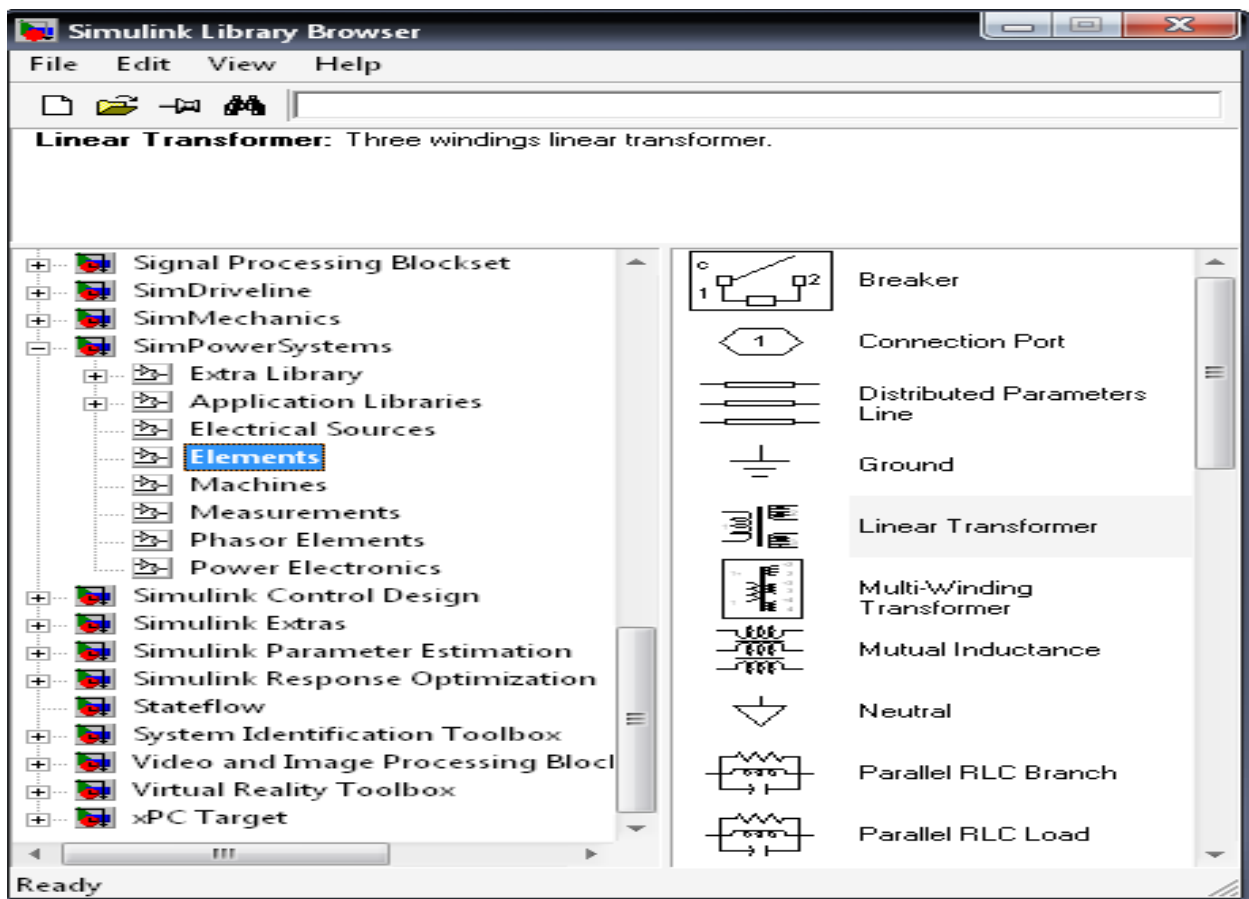 Simulink Library Browser
File Edit View Help
Linear Transformer: Three windings linear transformer.
Signal Processing Blockset
SimDriveline
SimMechanics
SimPowerSystems
Extra Library
Application Libraries
Electrical Sources
Elements
Machines
Measurements
Phasor Elements
Power Electronics
Simulink Control Design
Simulink Extras
Simulink Parameter Estimation
Simulink Response Optimization
Stateflow
System Identification Toolbox
Video and Image Processing Blocl
Virtual Reality Toolbox
xPC Target
c
1
2
Breaker
1
Connection Port
Distributed Parameters
Line
Ground
Linear Transformer
Multi-Winding
Transformer
Mutual Inductance
Neutral
Parallel RLC Branch
Parallel RLC Load
Ready